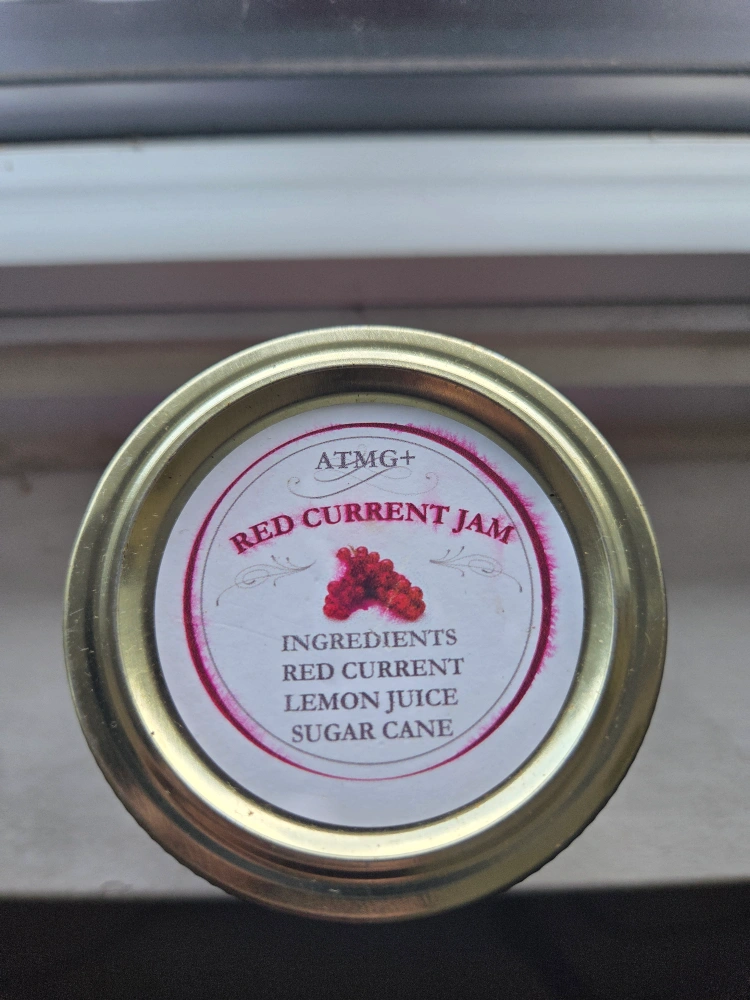 ATMG+
RED CURRENT JAM
INGREDIENTS
RED CURRENT
LEMON JUICE
SUGAR CANE